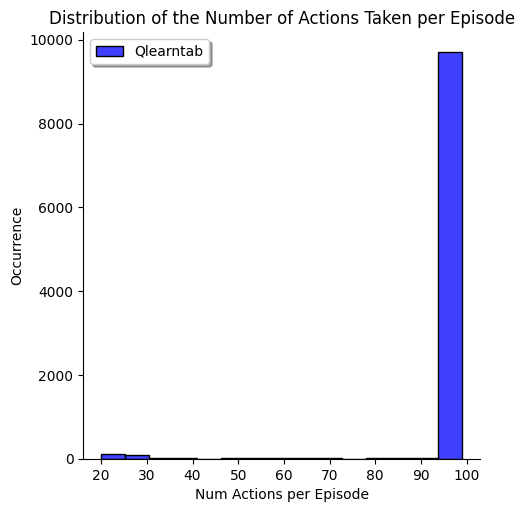 Distribution of the Number of Actions Taken per Episode
Qlearntab
10000
8000
6000
4000
2000
0
Occurrence
20 30 40 50 60 70 80 90 100
Num Actions per Episode